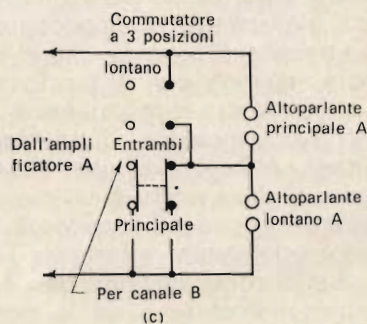 Commutatore
a 3 posizioni
lontano
Dall'ampli
ficatore A
Entrambi
Altoparlante
principale A
Altoparlante
lontano A
Principale
Per canale B
(C)